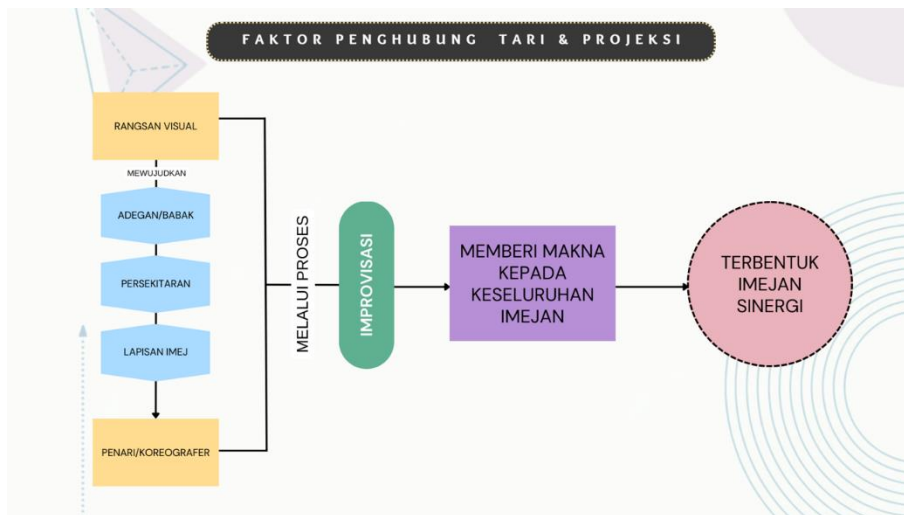 FAKTOR PENGHUBUNG TARI & PROJEKSI
RANGSAN VISUAL
MEWUJUDKAN
ADEGAN/BABAK
PERSEKITARAN
LAPISAN IMEJ
PENARI/KOREOGRAFER
MELALUI PROSES
IMPROVISASI
MEMBERI MAKNA
KEPADA
KESELURUHAN
IMEJAN
TERBENTUK
IMEJAN
SINERGI